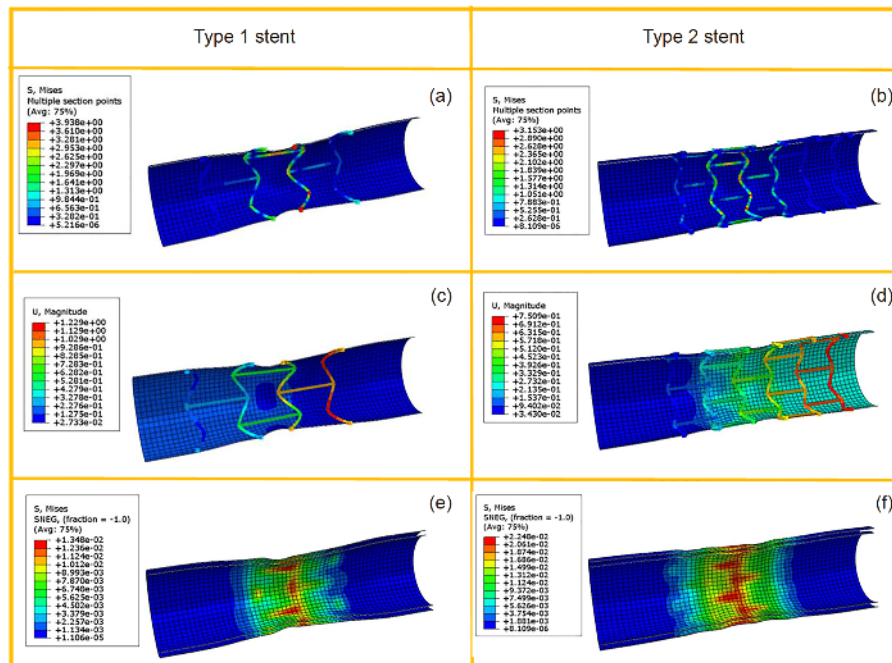 Type 1 stent
Type 2 stent
(a)
S, Mises
Multiple section points
(Avg: 75%)
+3.938e+00
+3.610e+00
+3.281e+00
+2.953e+00
+2.625e+00
+2.297e+00
+1.969e+00
+1.641e+00
+1.313e+00
+9.844e-01
+6.563e-01
+3.282e-01
+5.216e-06
(b)
S, Mises
Multiple section points
(Avg: 75%)
+3.153e+00
+2.890e+00
+2.628e+00
+2.365e+00
+2.102e+00
+1.839e+00
+1.577e+00
+1.314e+00
+1.051e+00
+7.883e-01
+5.255e-01
+2.628e-01
+8.109e-06
(c)
U, Magnitude
+1.229e+00
+1.129e+00
+1.029e+00
+9.286e-01
+8.285e-01
+7.283e-01
+6.282e-01
+5.281e-01
+4.279e-01
+3.278e-01
+2.276e-01
+1.275e-01
+2.733e-02
(d)
U, Magnitude
+7.509e-01
+6.912e-01
+6.315e-01
+5.718e-01
+5.120e-01
+4.523e-01
+3.926e-01
+3.329e-01
+2.732e-01
+2.135e-01
+1.537e-01
+9.402e-02
+3.430e-02
(e)
S, Mises
SNEG, (fraction = -1.0)
(Avg: 75%)
+1.348e-02
+1.236e-02
+1.124e-02
+1.012e-02
+8.993e-03
+7.870e-03
+6.748e-03
+5.625e-03
+4.502e-03
+3.379e-03
+2.257e-03
+1.134e-03
+1.106e-05
(f)
S, Mises
SNEG, (fraction = -1.0)
(Avg: 75%)
+2.248e-02
+2.061e-02
+1.874e-02
+1.686e-02
+1.499e-02
+1.312e-02
+1.124e-02
+9.372e-03
+7.499e-03
+5.626e-03
+3.754e-03
+1.881e-03
+8.109e-06